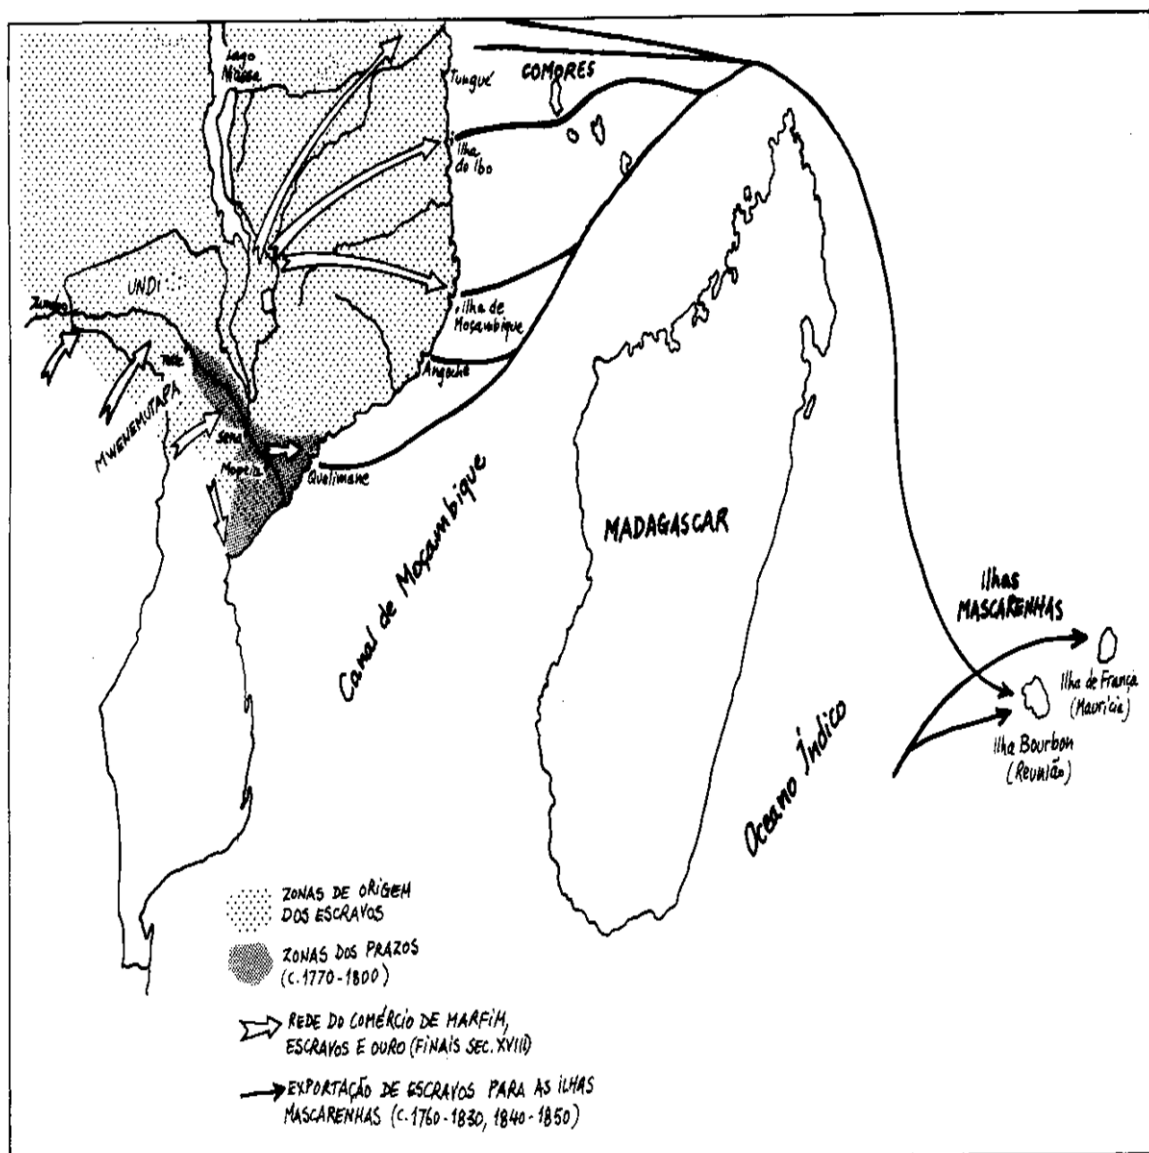 Lago
Niassa
Tungué
COMORES
ilha
do Ibo
UNDI
Zumbo
ilha de
Moçambique
Tete
Angoche
MWENEMUTAPA
Sena
Mopeia
Quelimane
Canal de Moçambique
MADAGASCAR
Oceano Índico
Ilhas
MASCARENHAS
Ilha de França
(Maurícia)
Ilha Bourbon
(Reunião)
ZONAS DE ORIGEM
DOS ESCRAVOS
ZONAS DOS PRAZOS
(C.1770-1800)
REDE DO COMÉRCIO DE MARFIM,
ESCRAVOS E OURO (FINAIS SEC. XVIII)
EXPORTAÇÃO DE ESCRAVOS PARA AS ILHAS
MASCARENHAS (C.1760-1830, 1840-1850)